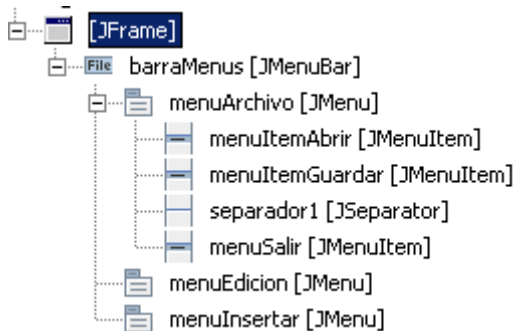 [JFrame]
File barraMenus [JMenuBar]
menuArchivo [JMenu]
menuItemAbrir [JMenuItem]
menuItemGuardar [JMenuItem]
separador1 [JSeparator]
menuSalir [JMenuItem]
menuEdicion [JMenu]
menuInsertar [JMenu]